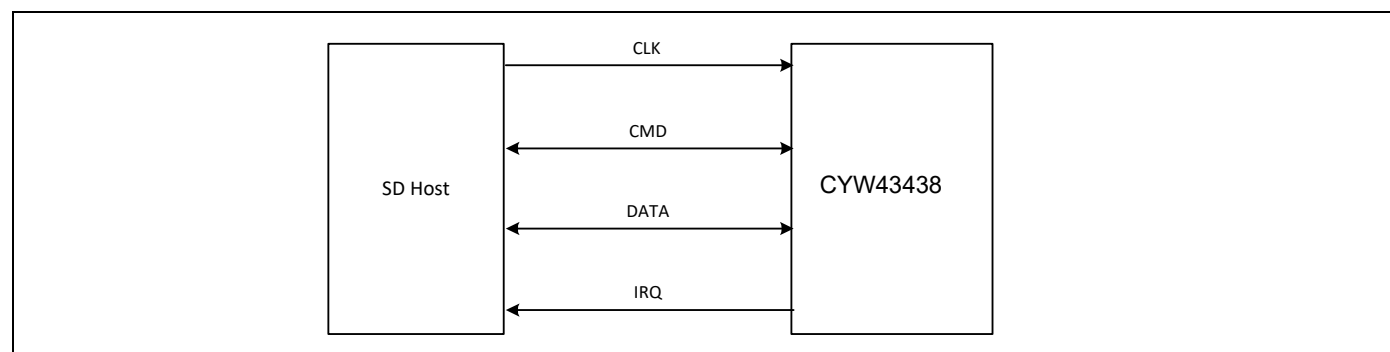 CLK
CMD
SD Host
CYW43438
DATA
IRQ